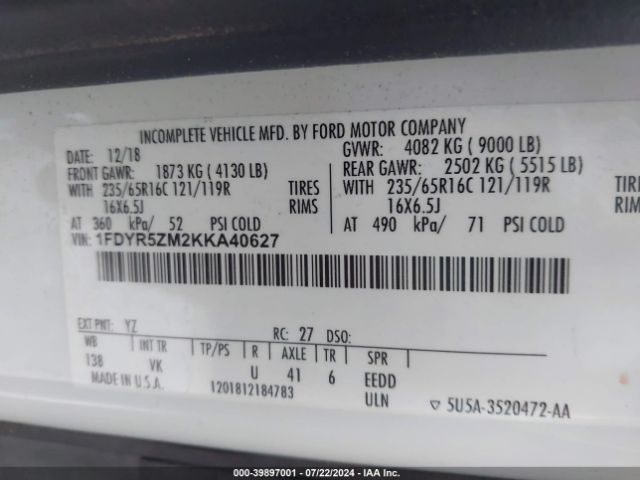 INCOMPLETE VEHICLE MFD. BY FORD MOTOR COMPANY
DATE: 12/18 GVWR: 4082 KG ( 9000 LB)
FRONT GAWR: 1873 KG ( 4130 LB) REAR GAWR: 2502 KG ( 5515 LB)
WITH 235/65R16C 121/119R TIRES WITH 235/65R16C 121/119R TIRES
16X6.5J RIMS 16X6.5J RIMS
AT 360 kPa/ 52 PSI COLD AT 490 kPa/ 71 PSI COLD
VIN: 1FDYR5ZM2KKA40627
EXT PNT: YZ RC: 27 DSO:
WB INT TR TP/PS R AXLE TR SPR
138 VK U 41 6 EEDD
MADE IN U.S.A. 1201812184783 ULN ▽ 5U5A-3520472-AA
000-39897001 | 07/22/2024 | IAA Inc.